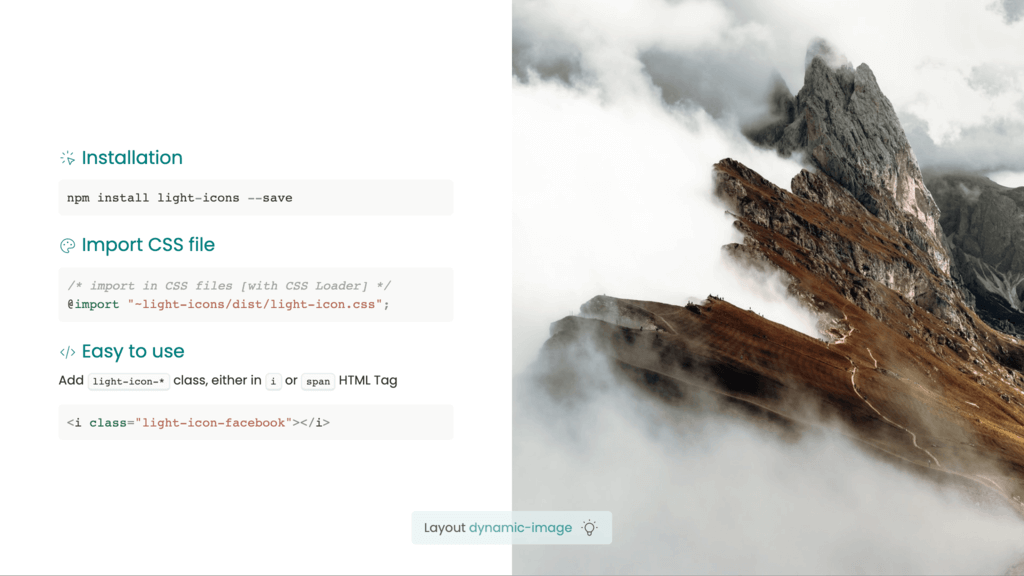 Installation
npm install light-icons --save
Import CSS file
/* import in CSS files [with CSS Loader] */
@import "~light-icons/dist/light-icon.css";
Easy to use
Add light-icon-* class, either in i or span HTML Tag
<i class="light-icon-facebook"></i>
Layout dynamic-image